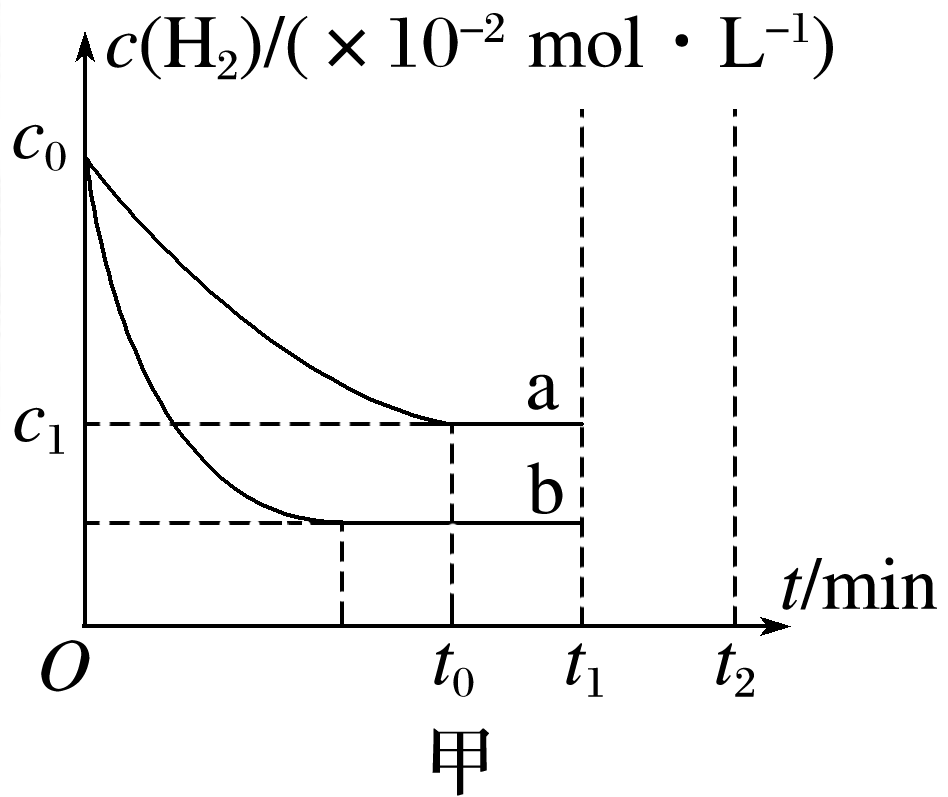 c(H₂)/(×10⁻² mol·L⁻¹)
c₀
a
c₁
b
t/min
O t₀ t₁ t₂
甲